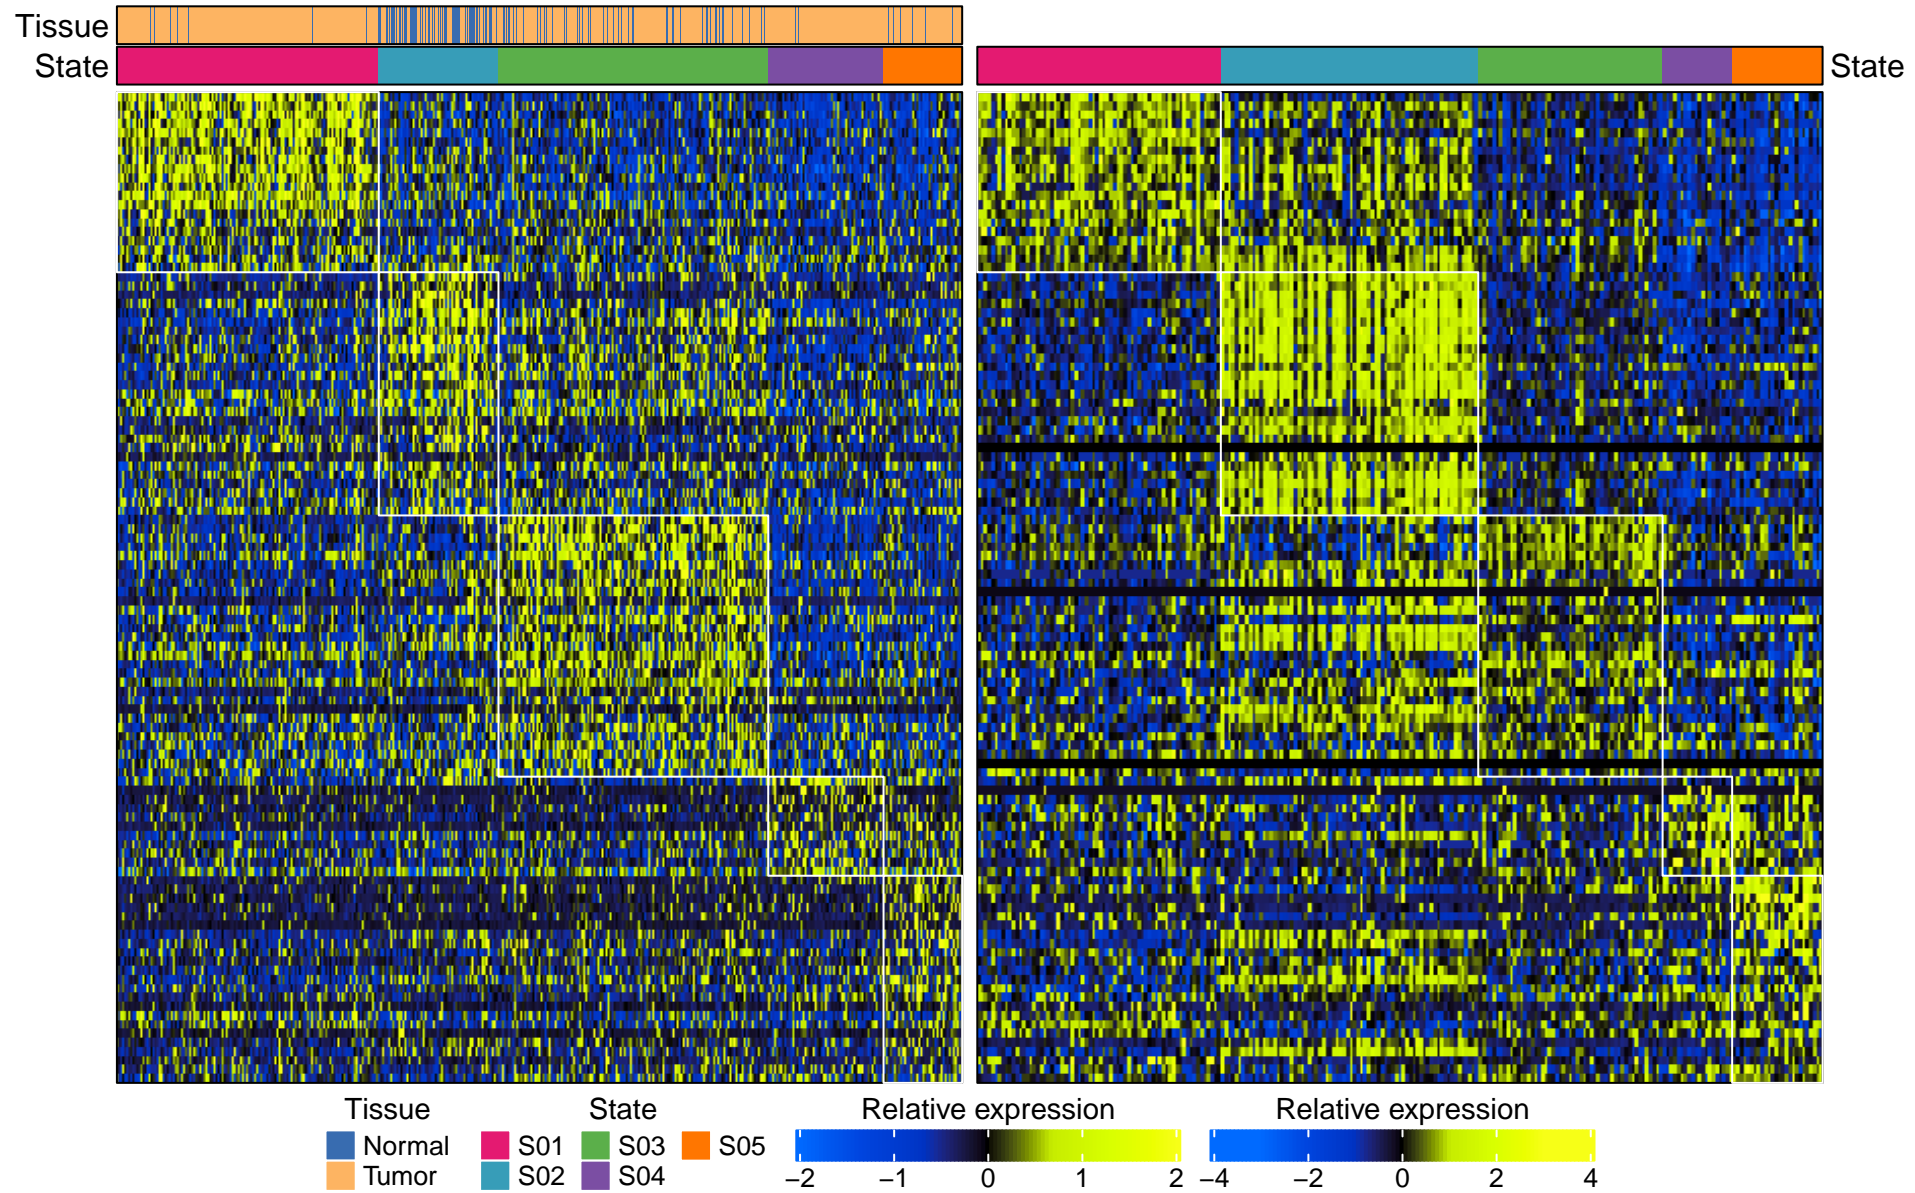 Tissue
State
State
Tissue
State
Relative expression
Relative expression
Normal
S01
S03
S05
Tumor
S02
S04
−2
−1
0
1
2
−4
−2
0
2
4